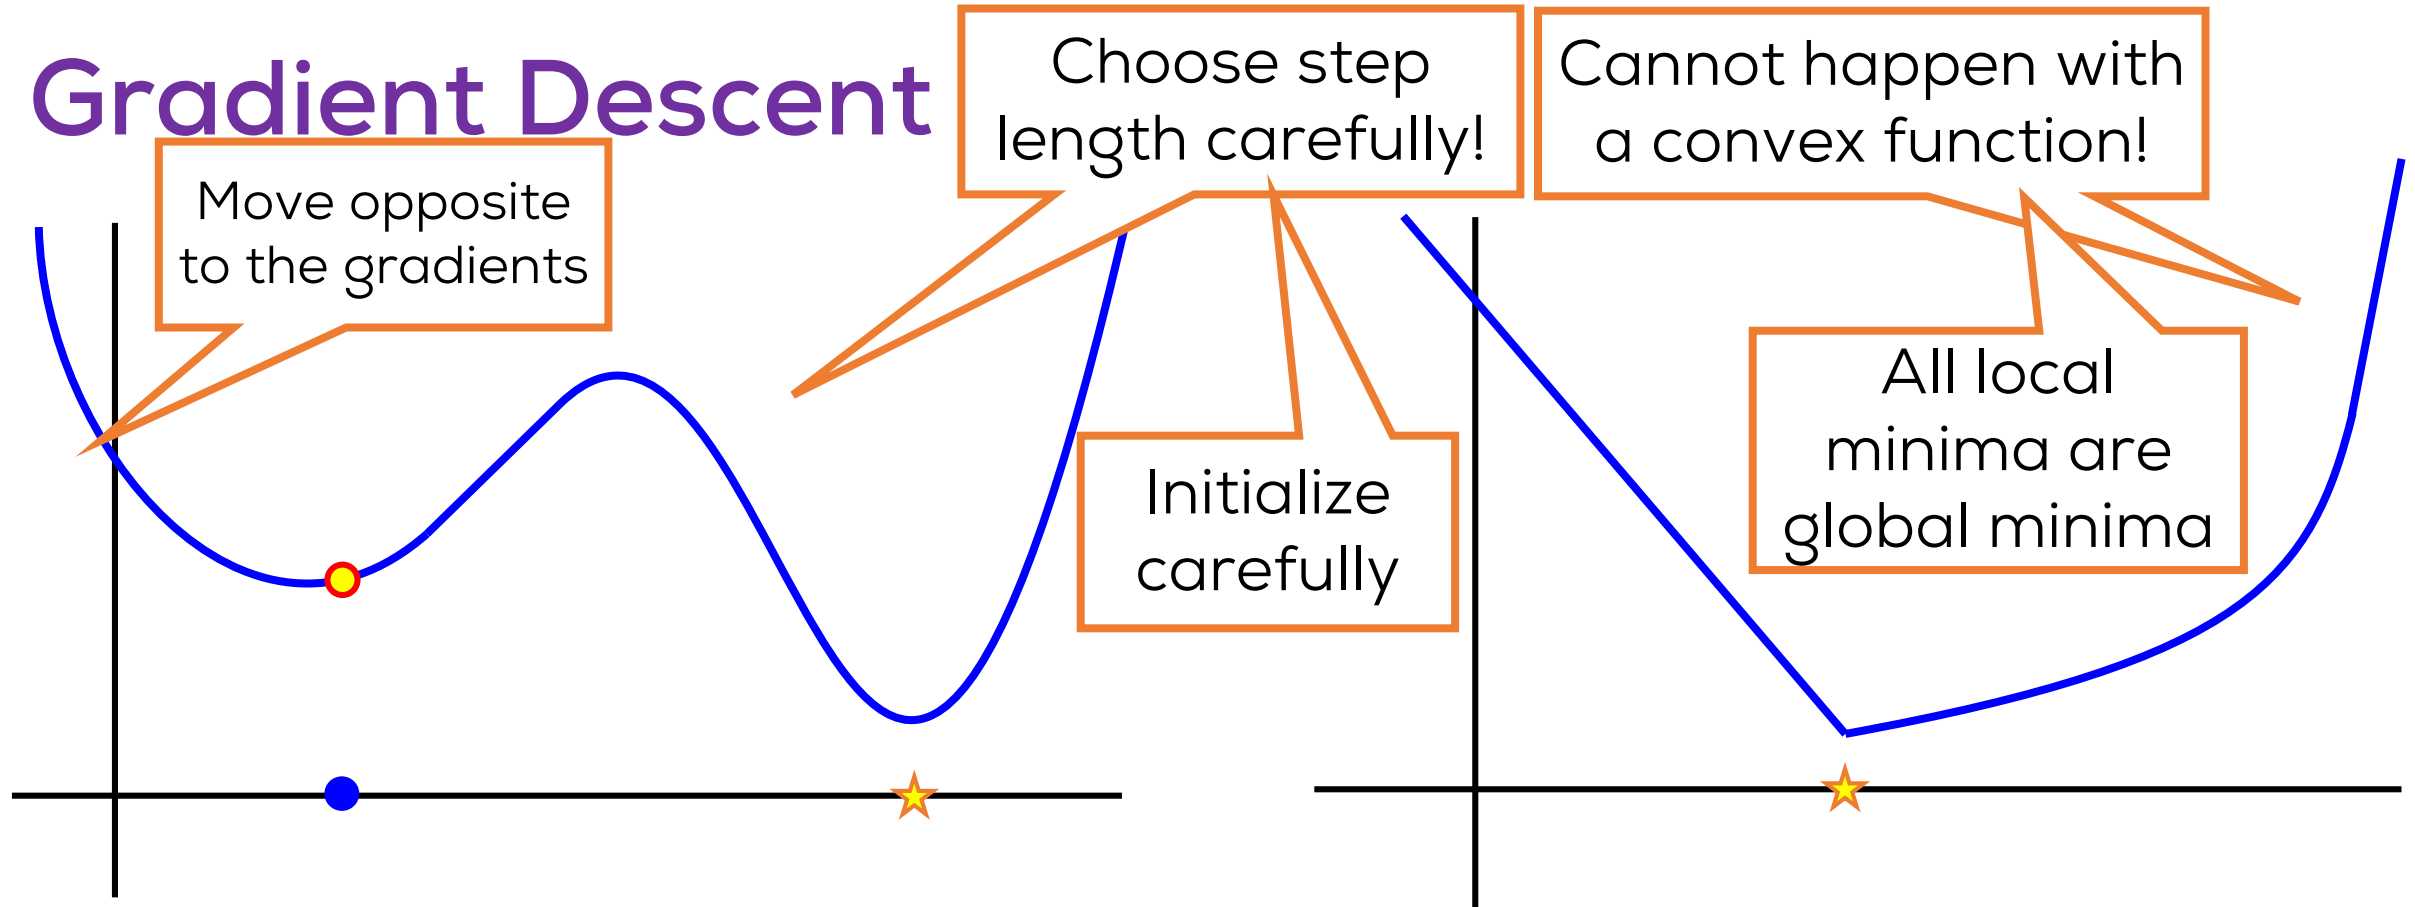 Gradient Descent
Move opposite
to the gradients
Choose step
length carefully!
Initialize
carefully
Cannot happen with
a convex function!
All local
minima are
global minima